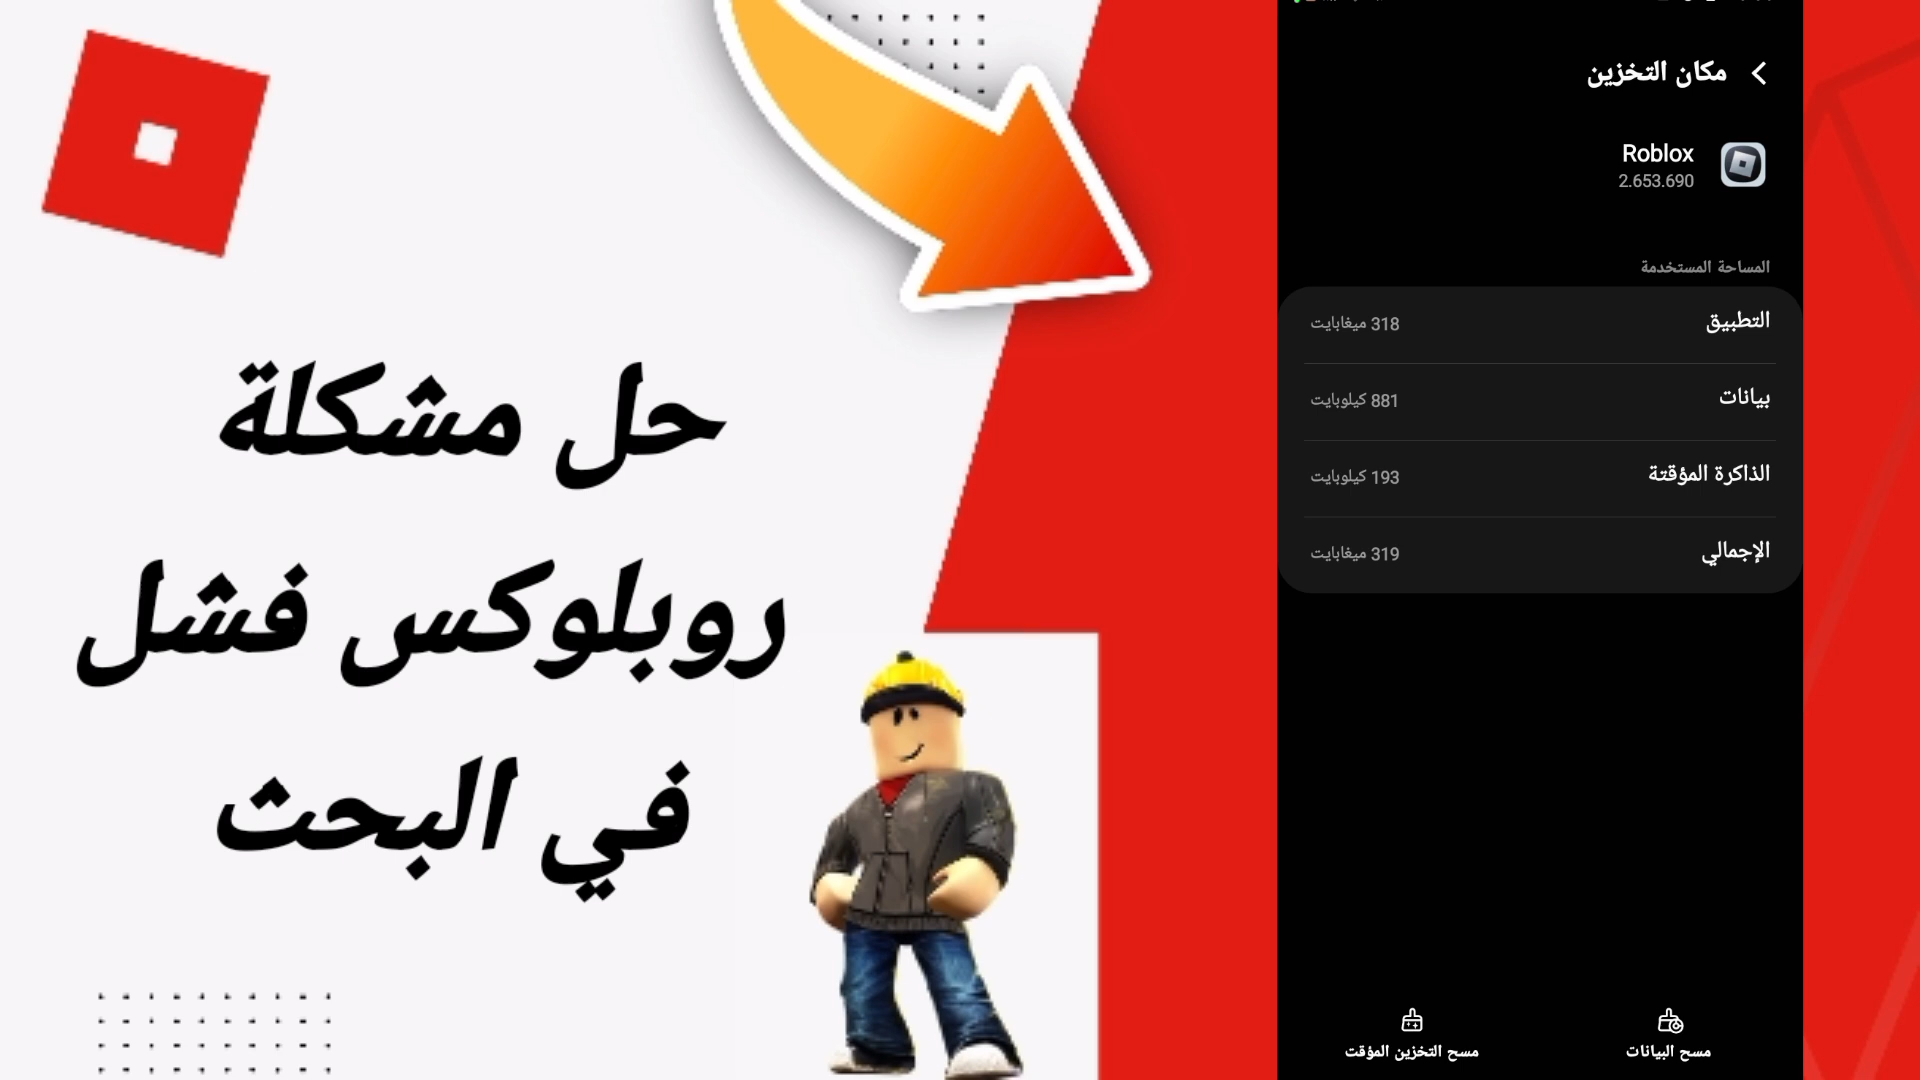 حل مشكلة
روبلوكس فشل
في البحث
مكان التخزين
Roblox
2.653.690
المساحة المستخدمة
التطبيق 318 ميغابايت
بيانات 881 كيلوبايت
الذاكرة المؤقتة 193 كيلوبايت
الإجمالي 319 ميغابايت
مسح البيانات
مسح التخزين المؤقت